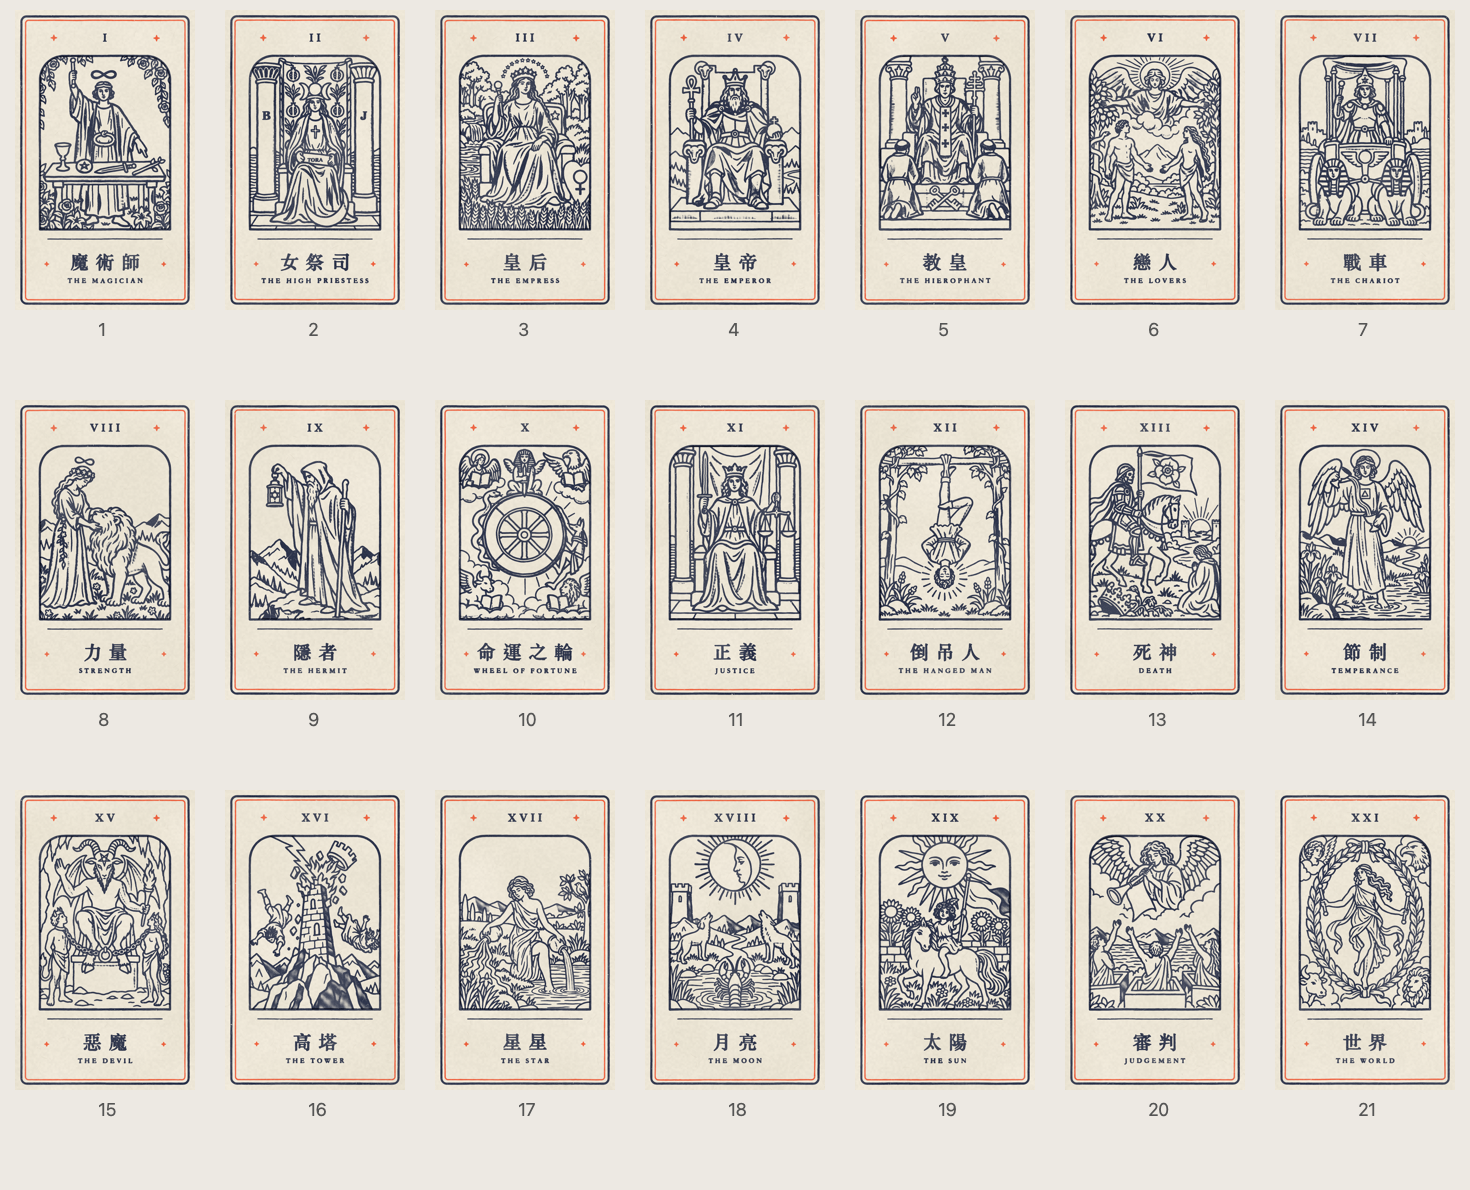 I
B J
TORA
魔術師
THE MAGICIAN
1
II
女祭司
THE HIGH PRIESTESS
2
III
皇后
THE EMPRESS
3
IV
皇帝
THE EMPEROR
4
V
教皇
THE HIEROPHANT
5
VI
戀人
THE LOVERS
6
VII
戰車
THE CHARIOT
7
VIII
力量
STRENGTH
8
IX
隱者
THE HERMIT
9
X
命運之輪
WHEEL OF FORTUNE
10
XI
正義
JUSTICE
11
XII
倒吊人
THE HANGED MAN
12
XIII
死神
DEATH
13
XIV
節制
TEMPERANCE
14
XV
惡魔
THE DEVIL
15
XVI
高塔
THE TOWER
16
XVII
星星
THE STAR
17
XVIII
月亮
THE MOON
18
XIX
太陽
THE SUN
19
XX
審判
JUDGEMENT
20
XXI
世界
THE WORLD
21